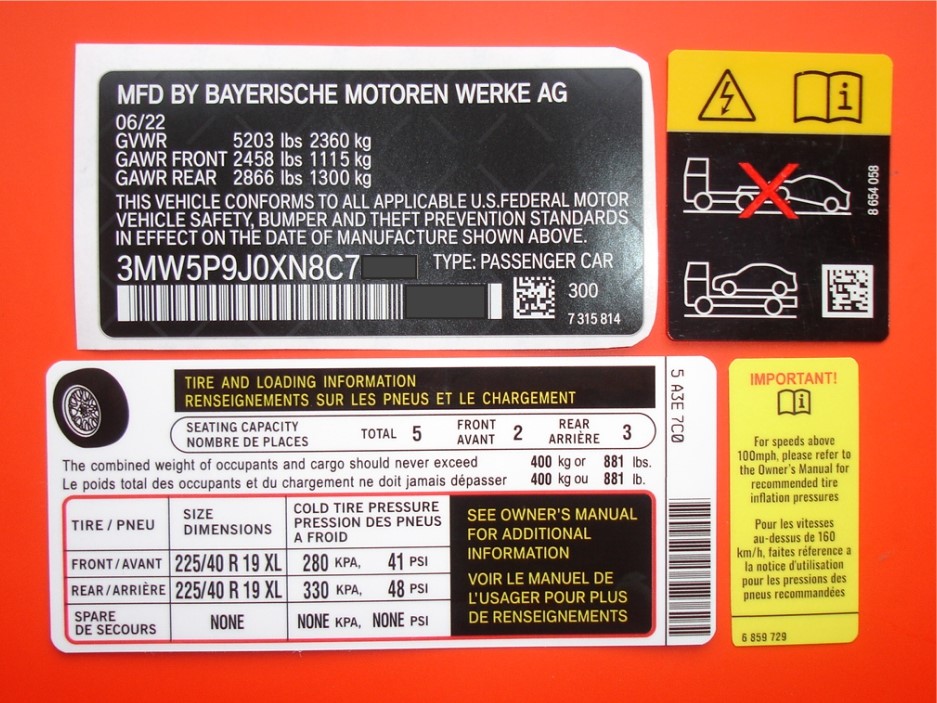 MFD BY BAYERISCHE MOTOREN WERKE AG
06/22
GVWR 5203 lbs 2360 kg
GAWR FRONT 2458 lbs 1115 kg
GAWR REAR 2866 lbs 1300 kg
THIS VEHICLE CONFORMS TO ALL APPLICABLE U.S.FEDERAL MOTOR
VEHICLE SAFETY, BUMPER AND THEFT PREVENTION STANDARDS
IN EFFECT ON THE DATE OF MANUFACTURE SHOWN ABOVE.
3MW5P9J0XN8C7 TYPE: PASSENGER CAR
300
7 315 814
i
8 654 058
TIRE AND LOADING INFORMATION
RENSEIGNEMENTS SUR LES PNEUS ET LE CHARGEMENT
SEATING CAPACITY
NOMBRE DE PLACES
TOTAL 5
FRONT
AVANT 2
REAR
ARRIÈRE 3
The combined weight of occupants and cargo should never exceed 400 kg or 881 lbs.
Le poids total des occupants et du chargement ne doit jamais dépasser 400 kg ou 881 lb.
TIRE / PNEU
SIZE
DIMENSIONS
COLD TIRE PRESSURE
PRESSION DES PNEUS
A FROID
FRONT/AVANT 225/40 R 19 XL 280 KPA, 41 PSI
REAR/ARRIÈRE 225/40 R 19 XL 330 KPA, 48 PSI
SPARE
DE SECOURS NONE NONE KPA, NONE PSI
SEE OWNER'S MANUAL
FOR ADDITIONAL
INFORMATION
VOIR LE MANUEL DE
L'USAGER POUR PLUS
DE RENSEIGNEMENTS
5 A3E 7C0
IMPORTANT!
i
For speeds above
100mph, please refer to
the Owner's Manual for
recommended tire
inflation pressures
Pour les vitesses
au-dessus de 160
km/h, faites réference a
la notice d'utilisation
pour les pressions des
pneus recommandées
6 859 729